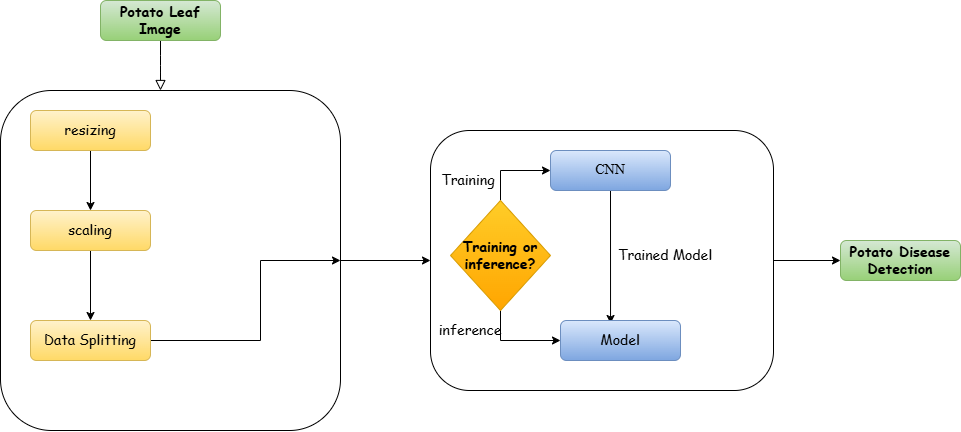 Potato Leaf
Image
resizing
scaling
Data Splitting
Training
CNN
Training or
inference?
Trained Model
inference
Model
Potato Disease
Detection